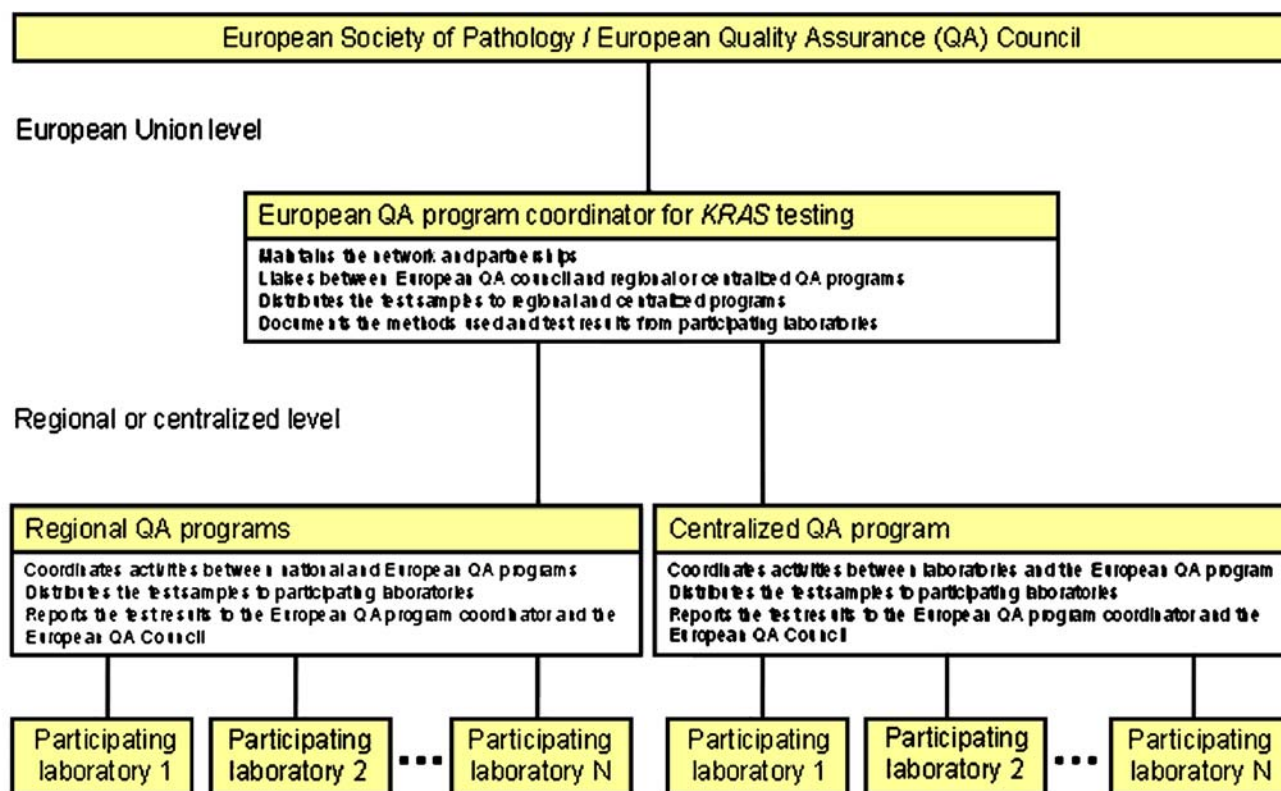 European Society of Pathology / European Quality Assurance (QA) Council
European Union level
European QA program coordinator for KRAS testing
Maintains the network and partnerships
Liaises between European QA council and regional or centralized QA programs
Distributes the test samples to regional and centralized programs
Documents the methods used and test results from participating laboratories
Regional or centralized level
Regional QA programs
Coordinates activities between national and European QA programs
Distributes the test samples to participating laboratories
Reports the test results to the European QA program coordinator and the
European QA Council
Centralized QA program
Coordinates activities between laboratories and the European QA program
Distributes the test samples to participating laboratories
Reports the test results to the European QA program coordinator and the
European QA Council
Participating
laboratory 1
Participating
laboratory 2
...
Participating
laboratory N
Participating
laboratory 1
Participating
laboratory 2
...
Participating
laboratory N